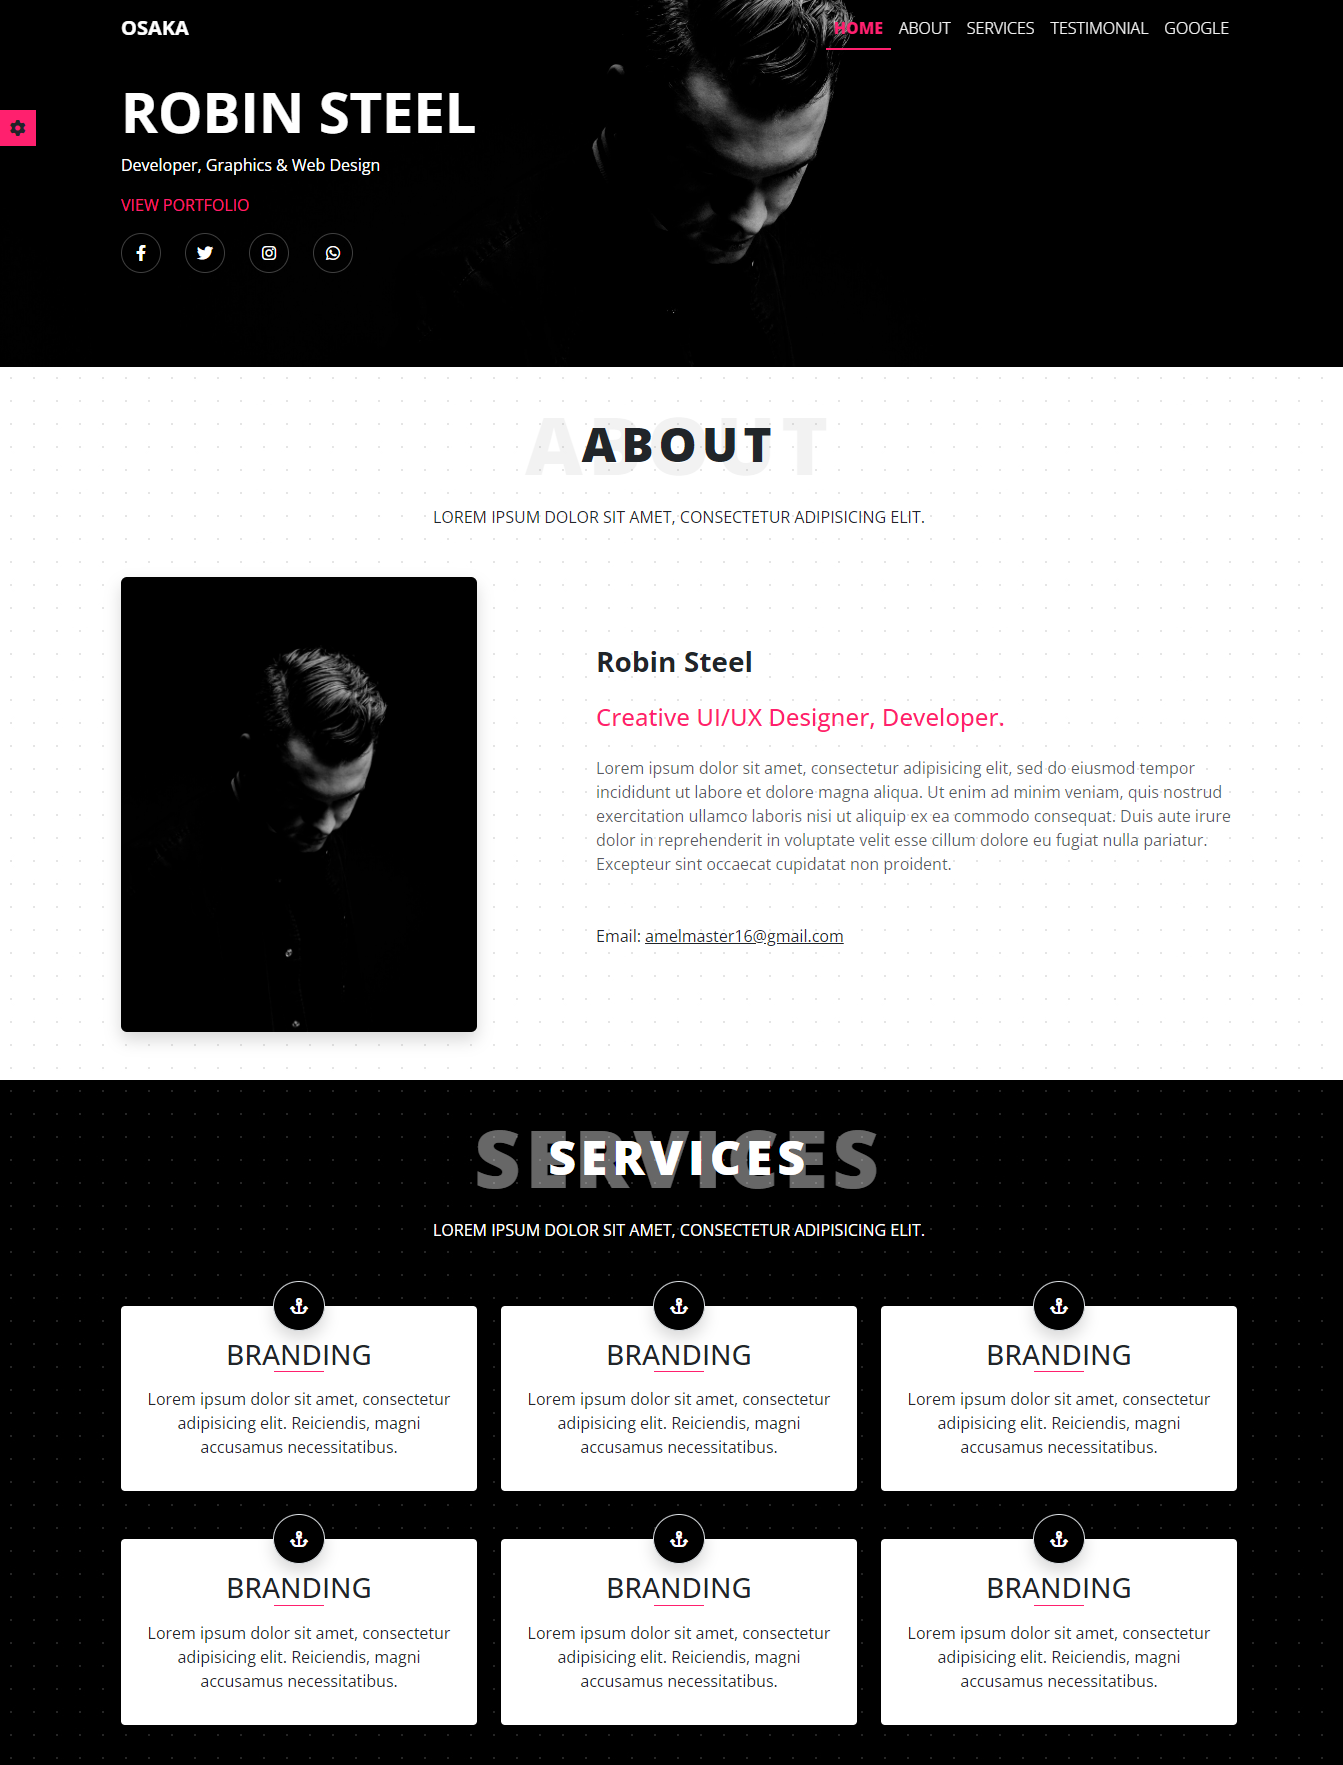 OSAKA
HOME ABOUT SERVICES TESTIMONIAL GOOGLE
ROBIN STEEL
Developer, Graphics & Web Design
VIEW PORTFOLIO
ABOUT
ABOUT
LOREM IPSUM DOLOR SIT AMET, CONSECTETUR ADIPISICING ELIT.
Robin Steel
Creative UI/UX Designer, Developer.
Lorem ipsum dolor sit amet, consectetur adipisicing elit, sed do eiusmod tempor
incididunt ut labore et dolore magna aliqua. Ut enim ad minim veniam, quis nostrud
exercitation ullamco laboris nisi ut aliquip ex ea commodo consequat. Duis aute irure
dolor in reprehenderit in voluptate velit esse cillum dolore eu fugiat nulla pariatur.
Excepteur sint occaecat cupidatat non proident.
Email: amelmaster16@gmail.com
SERVICES
SERVICES
LOREM IPSUM DOLOR SIT AMET, CONSECTETUR ADIPISICING ELIT.
BRANDING
Lorem ipsum dolor sit amet, consectetur
adipisicing elit. Reiciendis, magni
accusamus necessitatibus.
BRANDING
Lorem ipsum dolor sit amet, consectetur
adipisicing elit. Reiciendis, magni
accusamus necessitatibus.
BRANDING
Lorem ipsum dolor sit amet, consectetur
adipisicing elit. Reiciendis, magni
accusamus necessitatibus.
BRANDING
Lorem ipsum dolor sit amet, consectetur
adipisicing elit. Reiciendis, magni
accusamus necessitatibus.
BRANDING
Lorem ipsum dolor sit amet, consectetur
adipisicing elit. Reiciendis, magni
accusamus necessitatibus.
BRANDING
Lorem ipsum dolor sit amet, consectetur
adipisicing elit. Reiciendis, magni
accusamus necessitatibus.